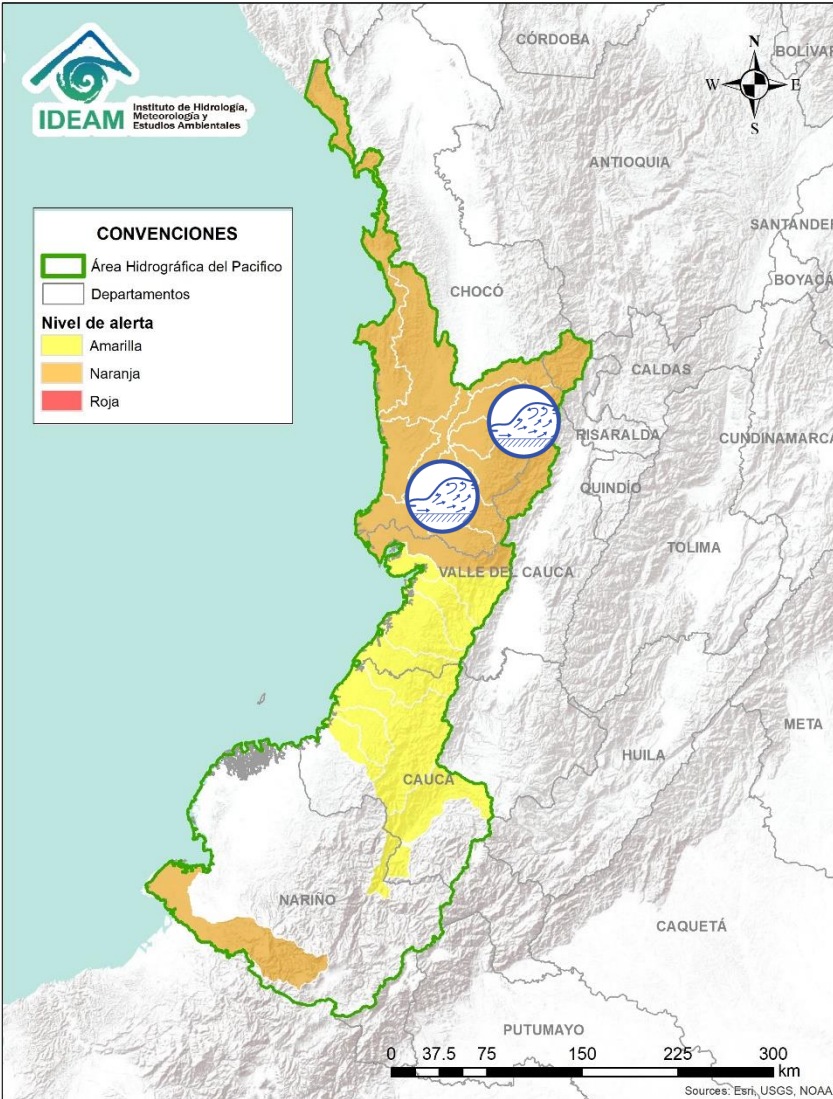 IDEAM
Instituto de Hidrología,
Meteorología y
Estudios Ambientales
CONVENCIONES
Área Hidrográfica del Pacifico
Departamentos
Nivel de alerta
Amarilla
Naranja
Roja
N
W
E
S
CÓRDOBA
BOLÍVAR
ANTIOQUIA
SANTANDER
BOYACÁ
CHOCÓ
CALDAS
RISARALDA
CUNDINAMARCA
QUINDÍO
TOLIMA
VALLE DEL CAUCA
META
HUILA
CAUCA
NARIÑO
CAQUETÁ
PUTUMAYO
0 37.5 75 150 225 300
km
Sources: Esri, USGS, NOAA